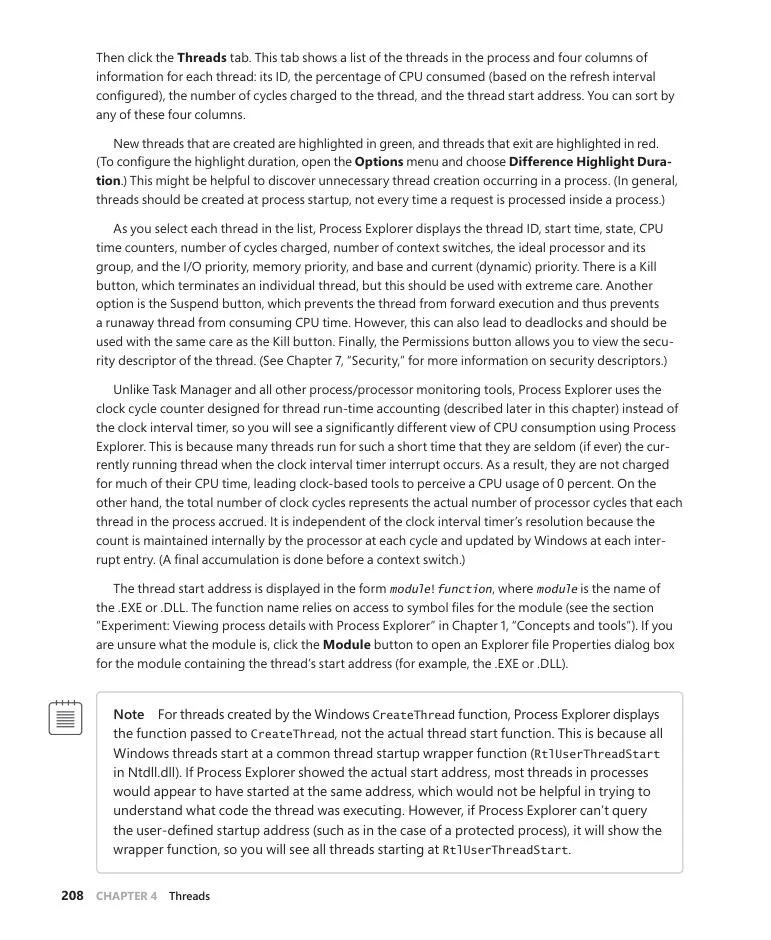 Then click the Threads tab. This tab shows a list of the threads in the process and four columns of
information for each thread: its ID, the percentage of CPU consumed (based on the refresh interval
configured), the number of cycles charged to the thread, and the thread start address. You can sort by
any of these four columns.
New threads that are created are highlighted in green, and threads that exit are highlighted in red.
(To configure the highlight duration, open the Options menu and choose Difference Highlight Dura-
tion.) This might be helpful to discover unnecessary thread creation occurring in a process. (In general,
threads should be created at process startup, not every time a request is processed inside a process.)
As you select each thread in the list, Process Explorer displays the thread ID, start time, state, CPU
time counters, number of cycles charged, number of context switches, the ideal processor and its
group, and the I/O priority, memory priority, and base and current (dynamic) priority. There is a Kill
button, which terminates an individual thread, but this should be used with extreme care. Another
option is the Suspend button, which prevents the thread from forward execution and thus prevents
a runaway thread from consuming CPU time. However, this can also lead to deadlocks and should be
used with the same care as the Kill button. Finally, the Permissions button allows you to view the secu-
rity descriptor of the thread. (See Chapter 7, “Security,” for more information on security descriptors.)
Unlike Task Manager and all other process/processor monitoring tools, Process Explorer uses the
clock cycle counter designed for thread run-time accounting (described later in this chapter) instead of
the clock interval timer, so you will see a significantly different view of CPU consumption using Process
Explorer. This is because many threads run for such a short time that they are seldom (if ever) the cur-
rently running thread when the clock interval timer interrupt occurs. As a result, they are not charged
for much of their CPU time, leading clock-based tools to perceive a CPU usage of 0 percent. On the
other hand, the total number of clock cycles represents the actual number of processor cycles that each
thread in the process accrued. It is independent of the clock interval timer’s resolution because the
count is maintained internally by the processor at each cycle and updated by Windows at each inter-
rupt entry. (A final accumulation is done before a context switch.)
The thread start address is displayed in the form module!function, where module is the name of
the .EXE or .DLL. The function name relies on access to symbol files for the module (see the section
“Experiment: Viewing process details with Process Explorer” in Chapter 1, “Concepts and tools”). If you
are unsure what the module is, click the Module button to open an Explorer file Properties dialog box
for the module containing the thread’s start address (for example, the .EXE or .DLL).
Note For threads created by the Windows CreateThread function, Process Explorer displays
the function passed to CreateThread, not the actual thread start function. This is because all
Windows threads start at a common thread startup wrapper function (RtlUserThreadStart
in Ntdll.dll). If Process Explorer showed the actual start address, most threads in processes
would appear to have started at the same address, which would not be helpful in trying to
understand what code the thread was executing. However, if Process Explorer can’t query
the user-defined startup address (such as in the case of a protected process), it will show the
wrapper function, so you will see all threads starting at RtlUserThreadStart.
208 CHAPTER 4 Threads